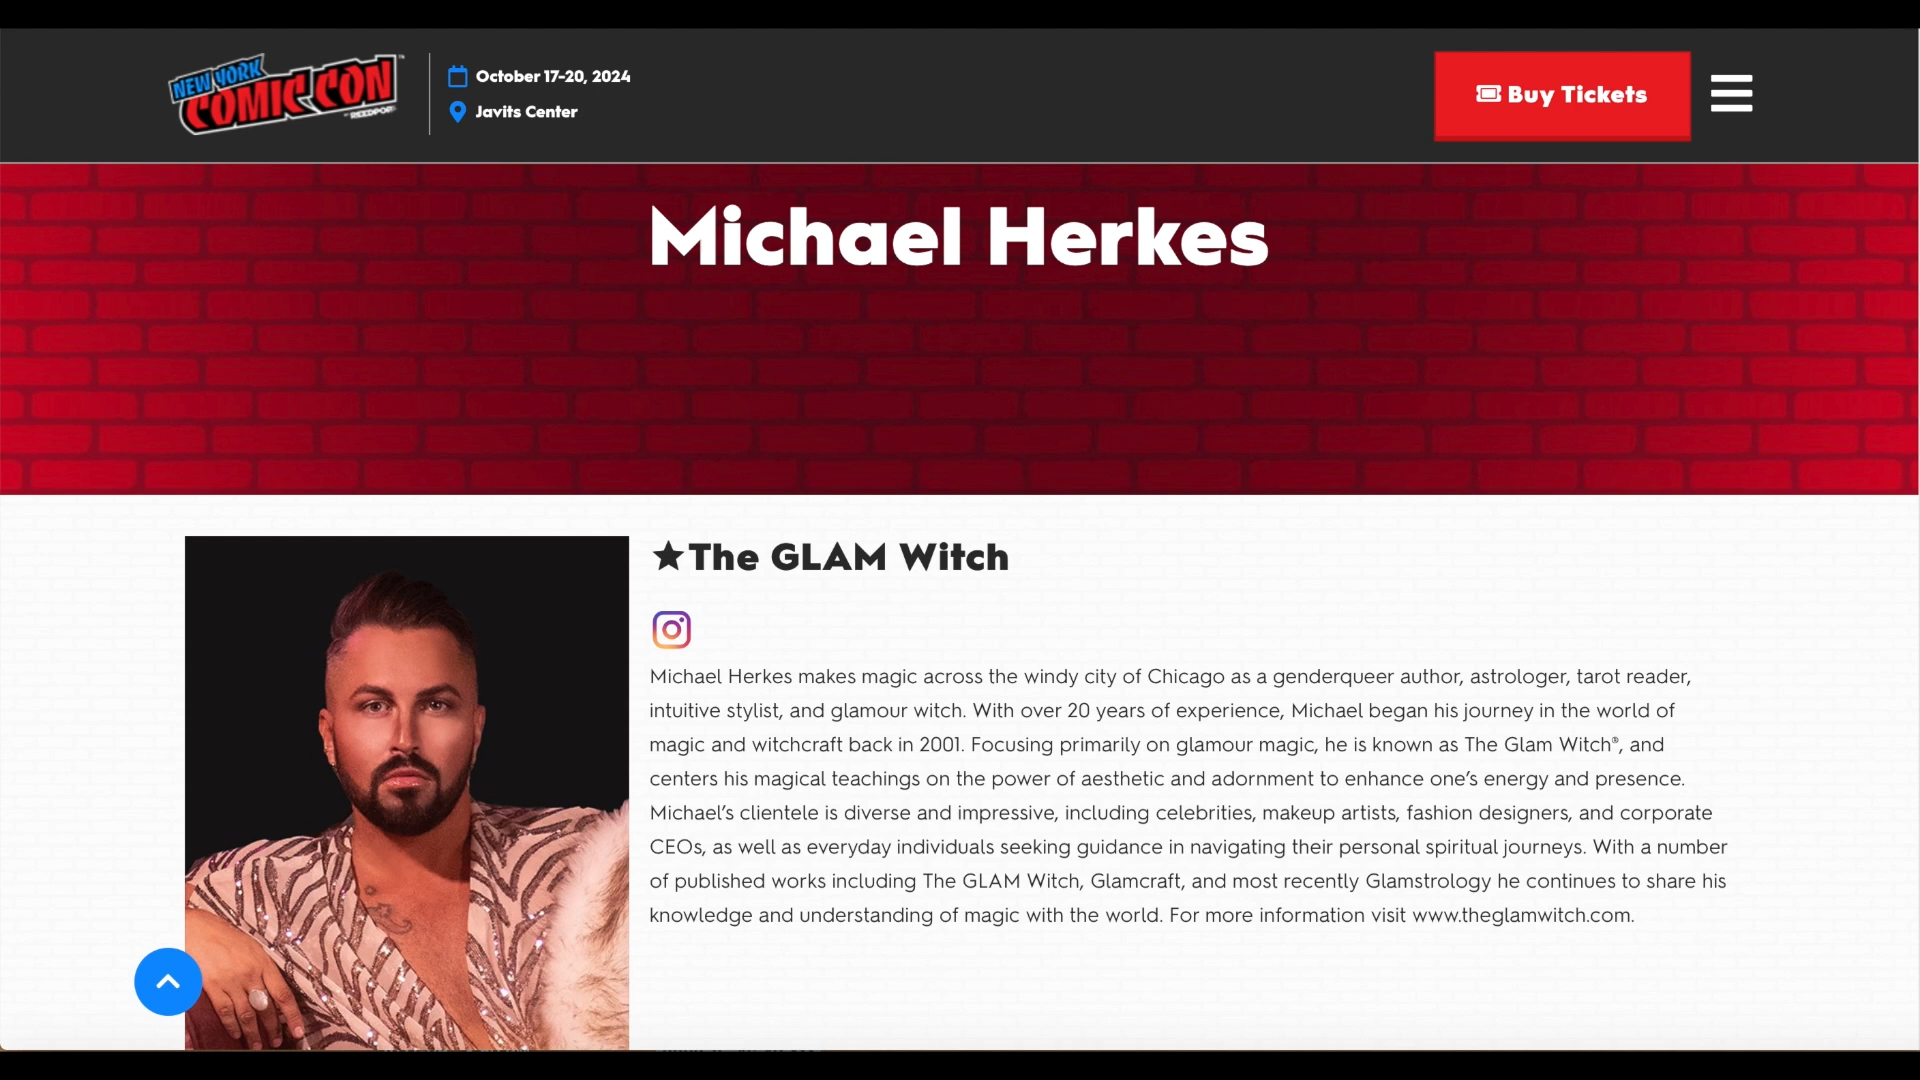 NEW YORK
COMIC CON
BY REEDPOP
October 17-20, 2024
Javits Center
Buy Tickets
Michael Herkes
★The GLAM Witch
Michael Herkes makes magic across the windy city of Chicago as a genderqueer author, astrologer, tarot reader,
intuitive stylist, and glamour witch. With over 20 years of experience, Michael began his journey in the world of
magic and witchcraft back in 2001. Focusing primarily on glamour magic, he is known as The Glam Witch®, and
centers his magical teachings on the power of aesthetic and adornment to enhance one’s energy and presence.
Michael’s clientele is diverse and impressive, including celebrities, makeup artists, fashion designers, and corporate
CEOs, as well as everyday individuals seeking guidance in navigating their personal spiritual journeys. With a number
of published works including The GLAM Witch, Glamcraft, and most recently Glamstrology he continues to share his
knowledge and understanding of magic with the world. For more information visit www.theglamwitch.com.